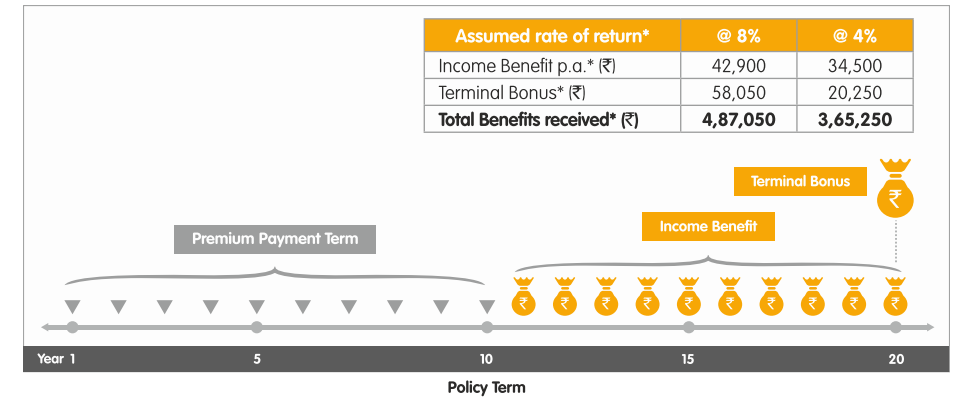 Assumed rate of return* @ 8% @ 4%
Income Benefit p.a.* (₹) 42,900 34,500
Terminal Bonus* (₹) 58,050 20,250
Total Benefits received* (₹) 4,87,050 3,65,250
Terminal Bonus
₹
Income Benefit
Premium Payment Term
₹ ₹ ₹ ₹ ₹ ₹ ₹ ₹ ₹ ₹
Year 1 5 10 15 20
Policy Term